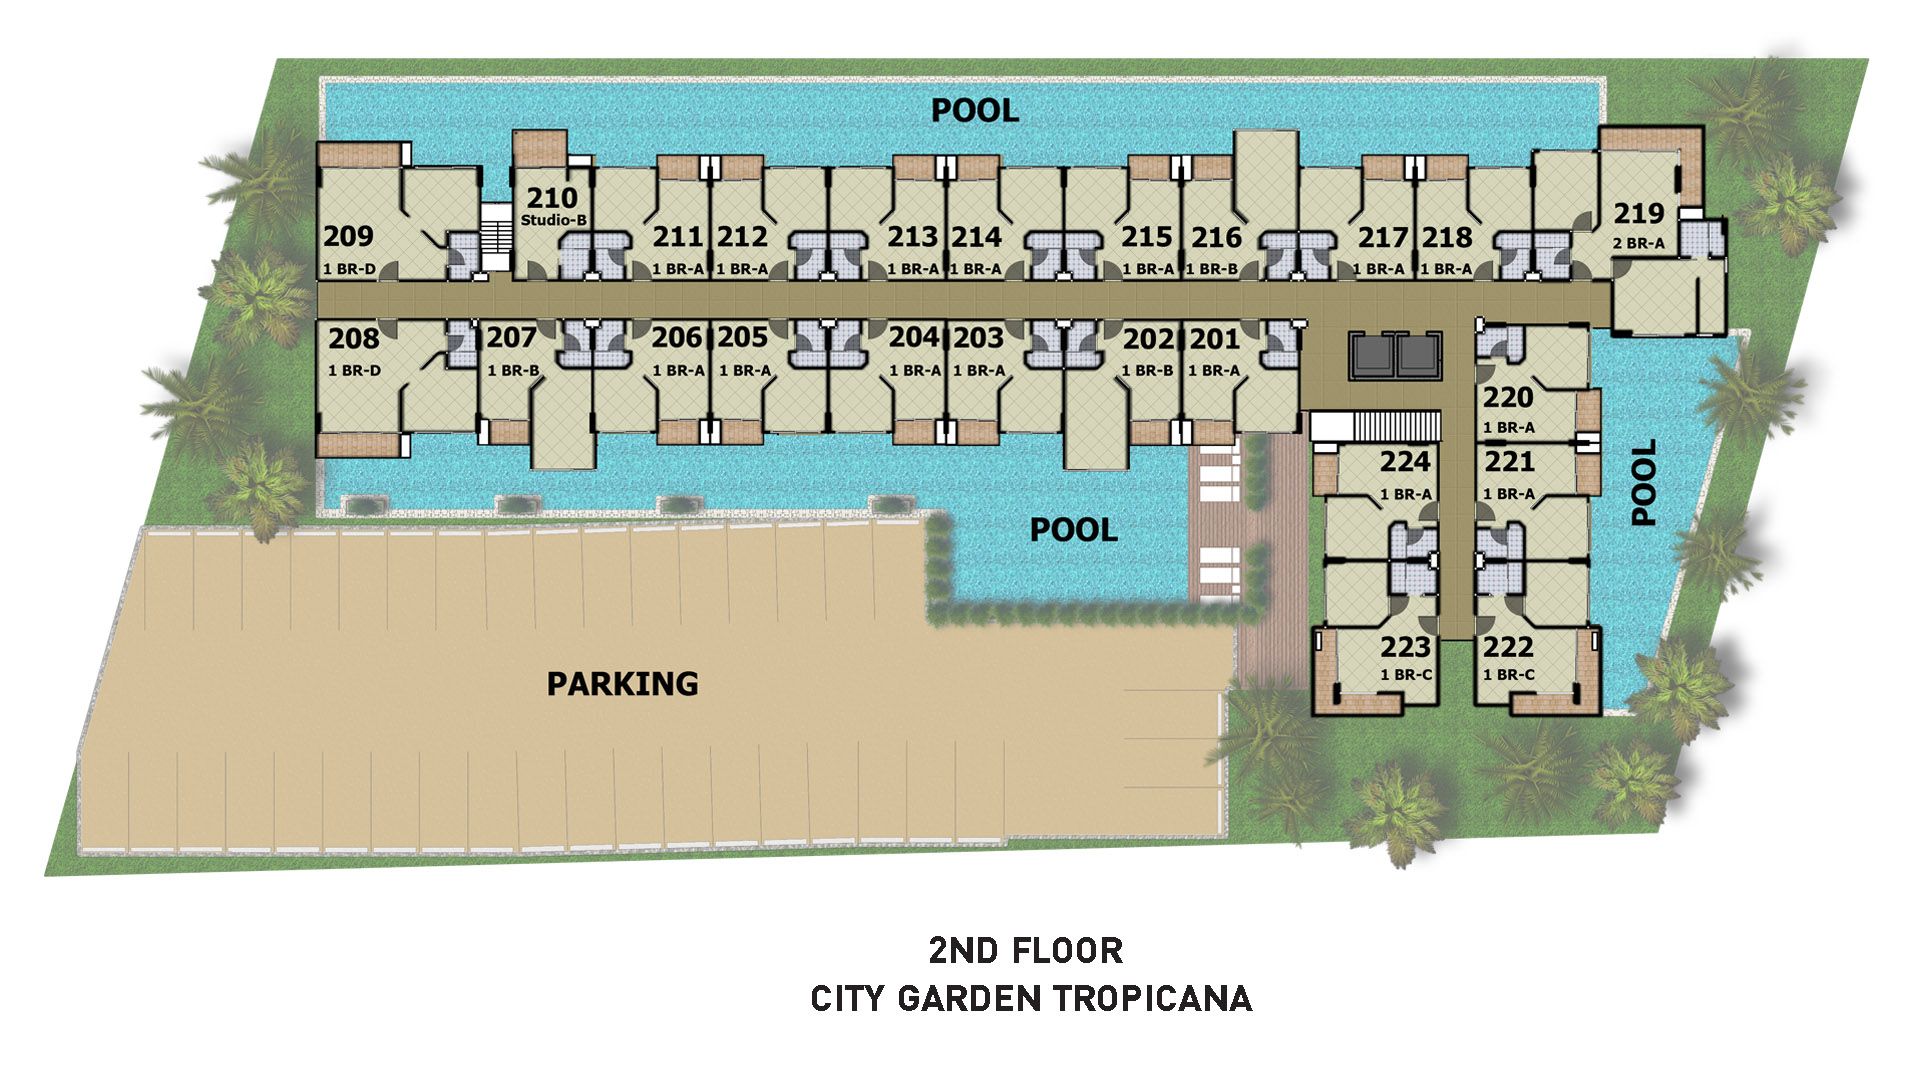 POOL
210
Studio-B
209
1 BR-D
211
1 BR-A
212
1 BR-A
213
1 BR-A
214
1 BR-A
215
1 BR-A
216
1 BR-B
217
1 BR-A
218
1 BR-A
219
2 BR-A
208
1 BR-D
207
1 BR-B
206
1 BR-A
205
1 BR-A
204
1 BR-A
203
1 BR-A
202
1 BR-B
201
1 BR-A
220
1 BR-A
224
1 BR-A
221
1 BR-A
POOL
POOL
223
1 BR-C
222
1 BR-C
PARKING
2ND FLOOR
CITY GARDEN TROPICANA